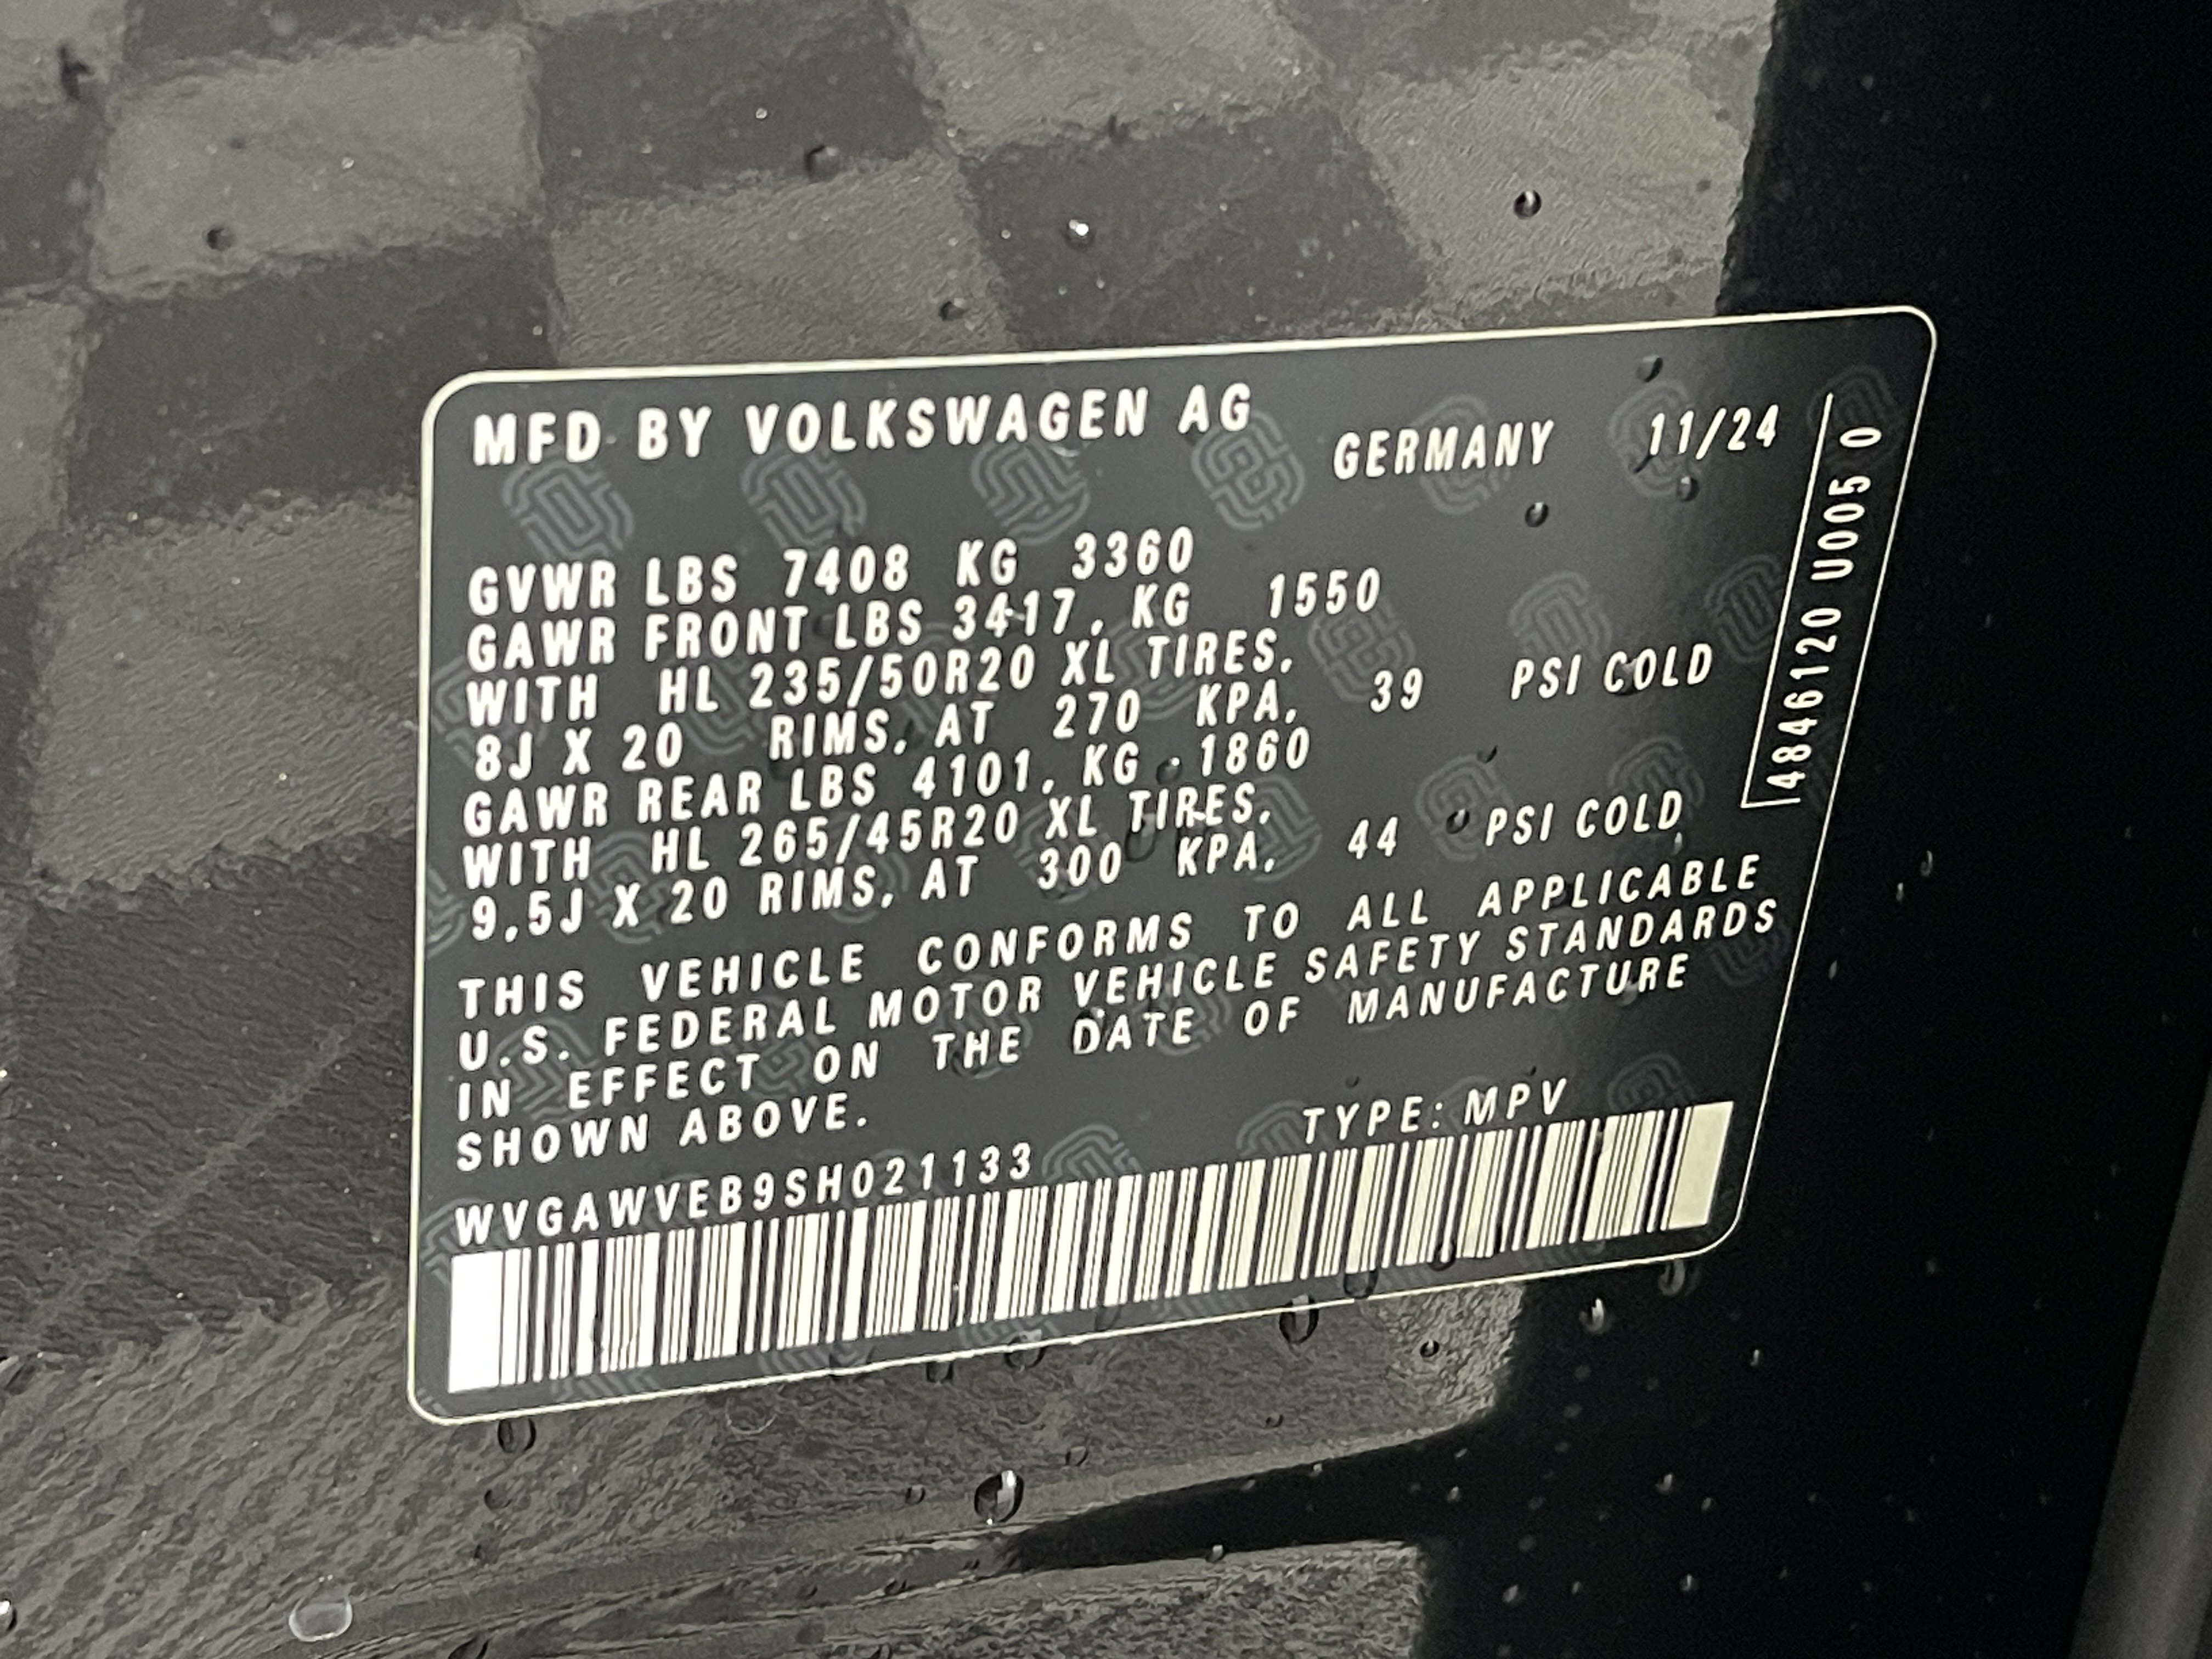 MFD BY VOLKSWAGEN AG GERMANY 11/24
GVWR LBS 7408 KG 3360
GAWR FRONT LBS 3417, KG 1550
WITH HL 235/50R20 XL TIRES,
8J X 20 RIMS, AT 270 KPA, 39 PSI COLD
GAWR REAR LBS 4101, KG 1860
WITH HL 265/45R20 XL TIRES,
9,5J X 20 RIMS, AT 300 KPA, 44 PSI COLD
THIS VEHICLE CONFORMS TO ALL APPLICABLE
U.S. FEDERAL MOTOR VEHICLE SAFETY STANDARDS
IN EFFECT ON THE DATE OF MANUFACTURE
SHOWN ABOVE.
TYPE: MPV
WVGAWVEB9SH021133
4846120 U005 0